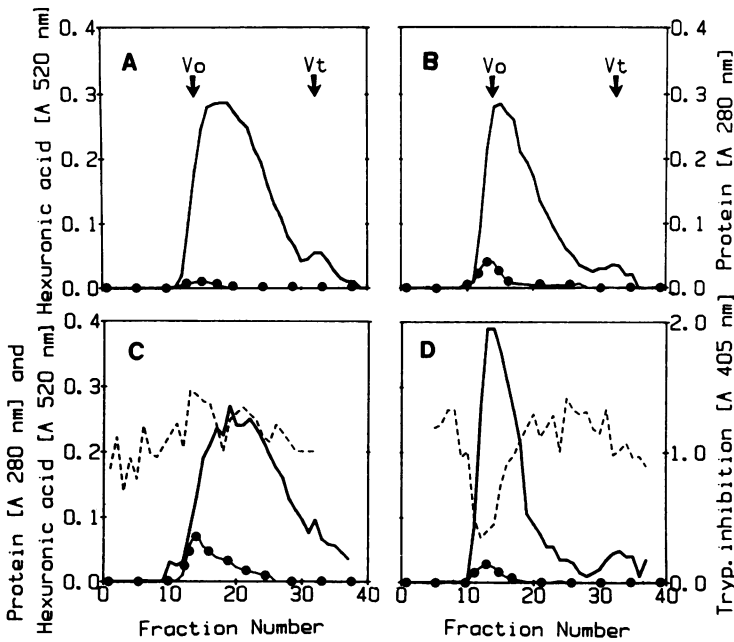 0.4
0.3
0.2
0.1
0.0
Hexuronic acid [A 520 nm]
A
Vo
Vt
B
Vo
Vt
0.4
0.3
0.2
0.1
0.0
Protein [A 280 nm]
0.4
0.3
0.2
0.1
0.0
Protein [A 280 nm] and
Hexuronic acid [A 520 nm]
C
D
2.0
1.0
0.0
Tryp. inhibition [A 405 nm]
0 10 20 30 40
0 10 20 30 40
Fraction Number
Fraction Number